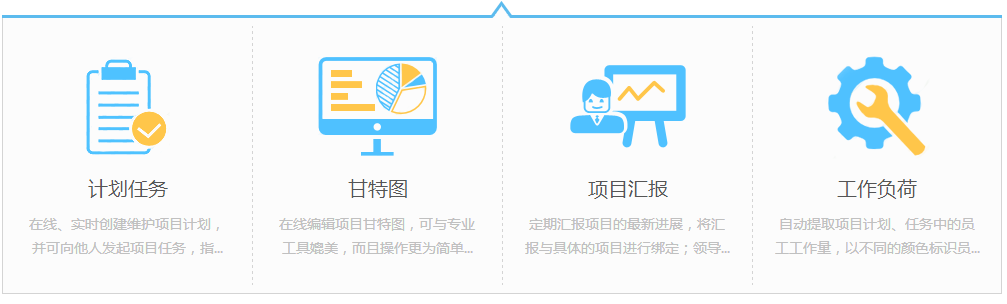 计划任务
在线、实时创建维护项目计划，
并可向他人发起项目任务，指...
甘特图
在线编辑项目甘特图，可与专业
工具媲美，而且操作更为简单...
项目汇报
定期汇报项目的最新进展，将汇
报与具体的项目进行绑定；领导...
工作负荷
自动提取项目计划、任务中的员
工工作量，以不同的颜色标识员...